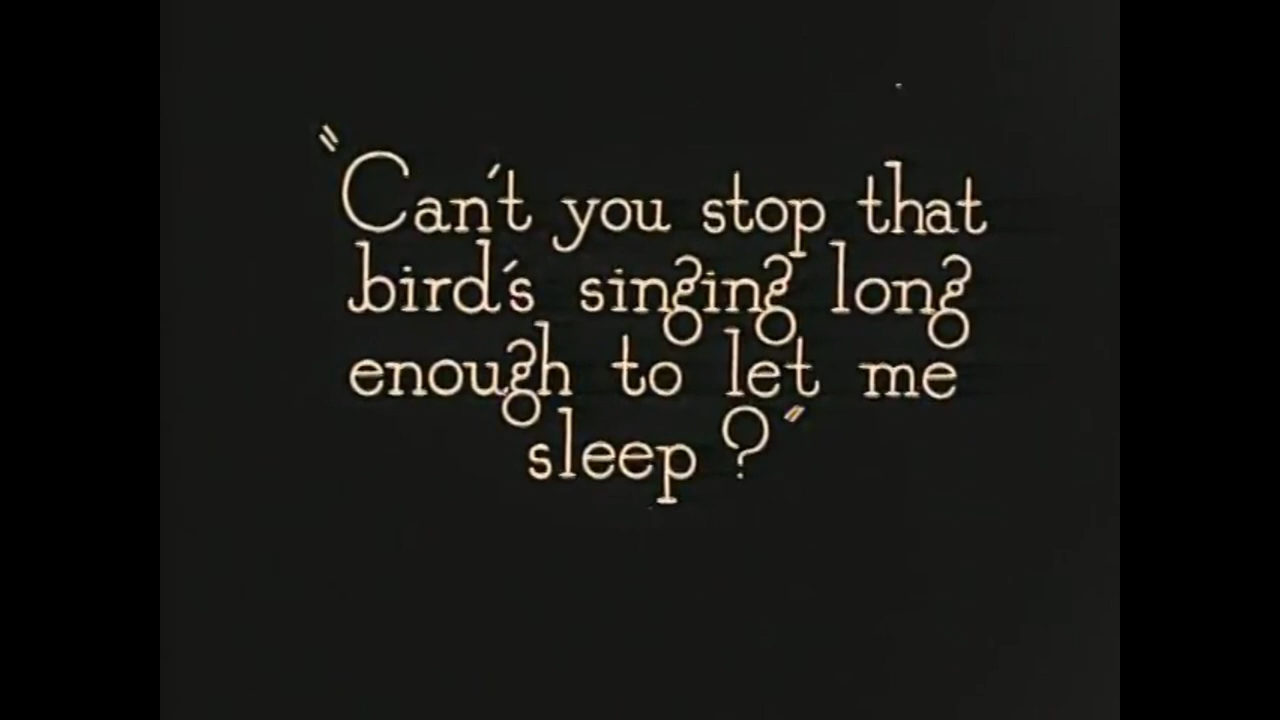 "Can't you stop that
bird's singing long
enough to let me
sleep?"